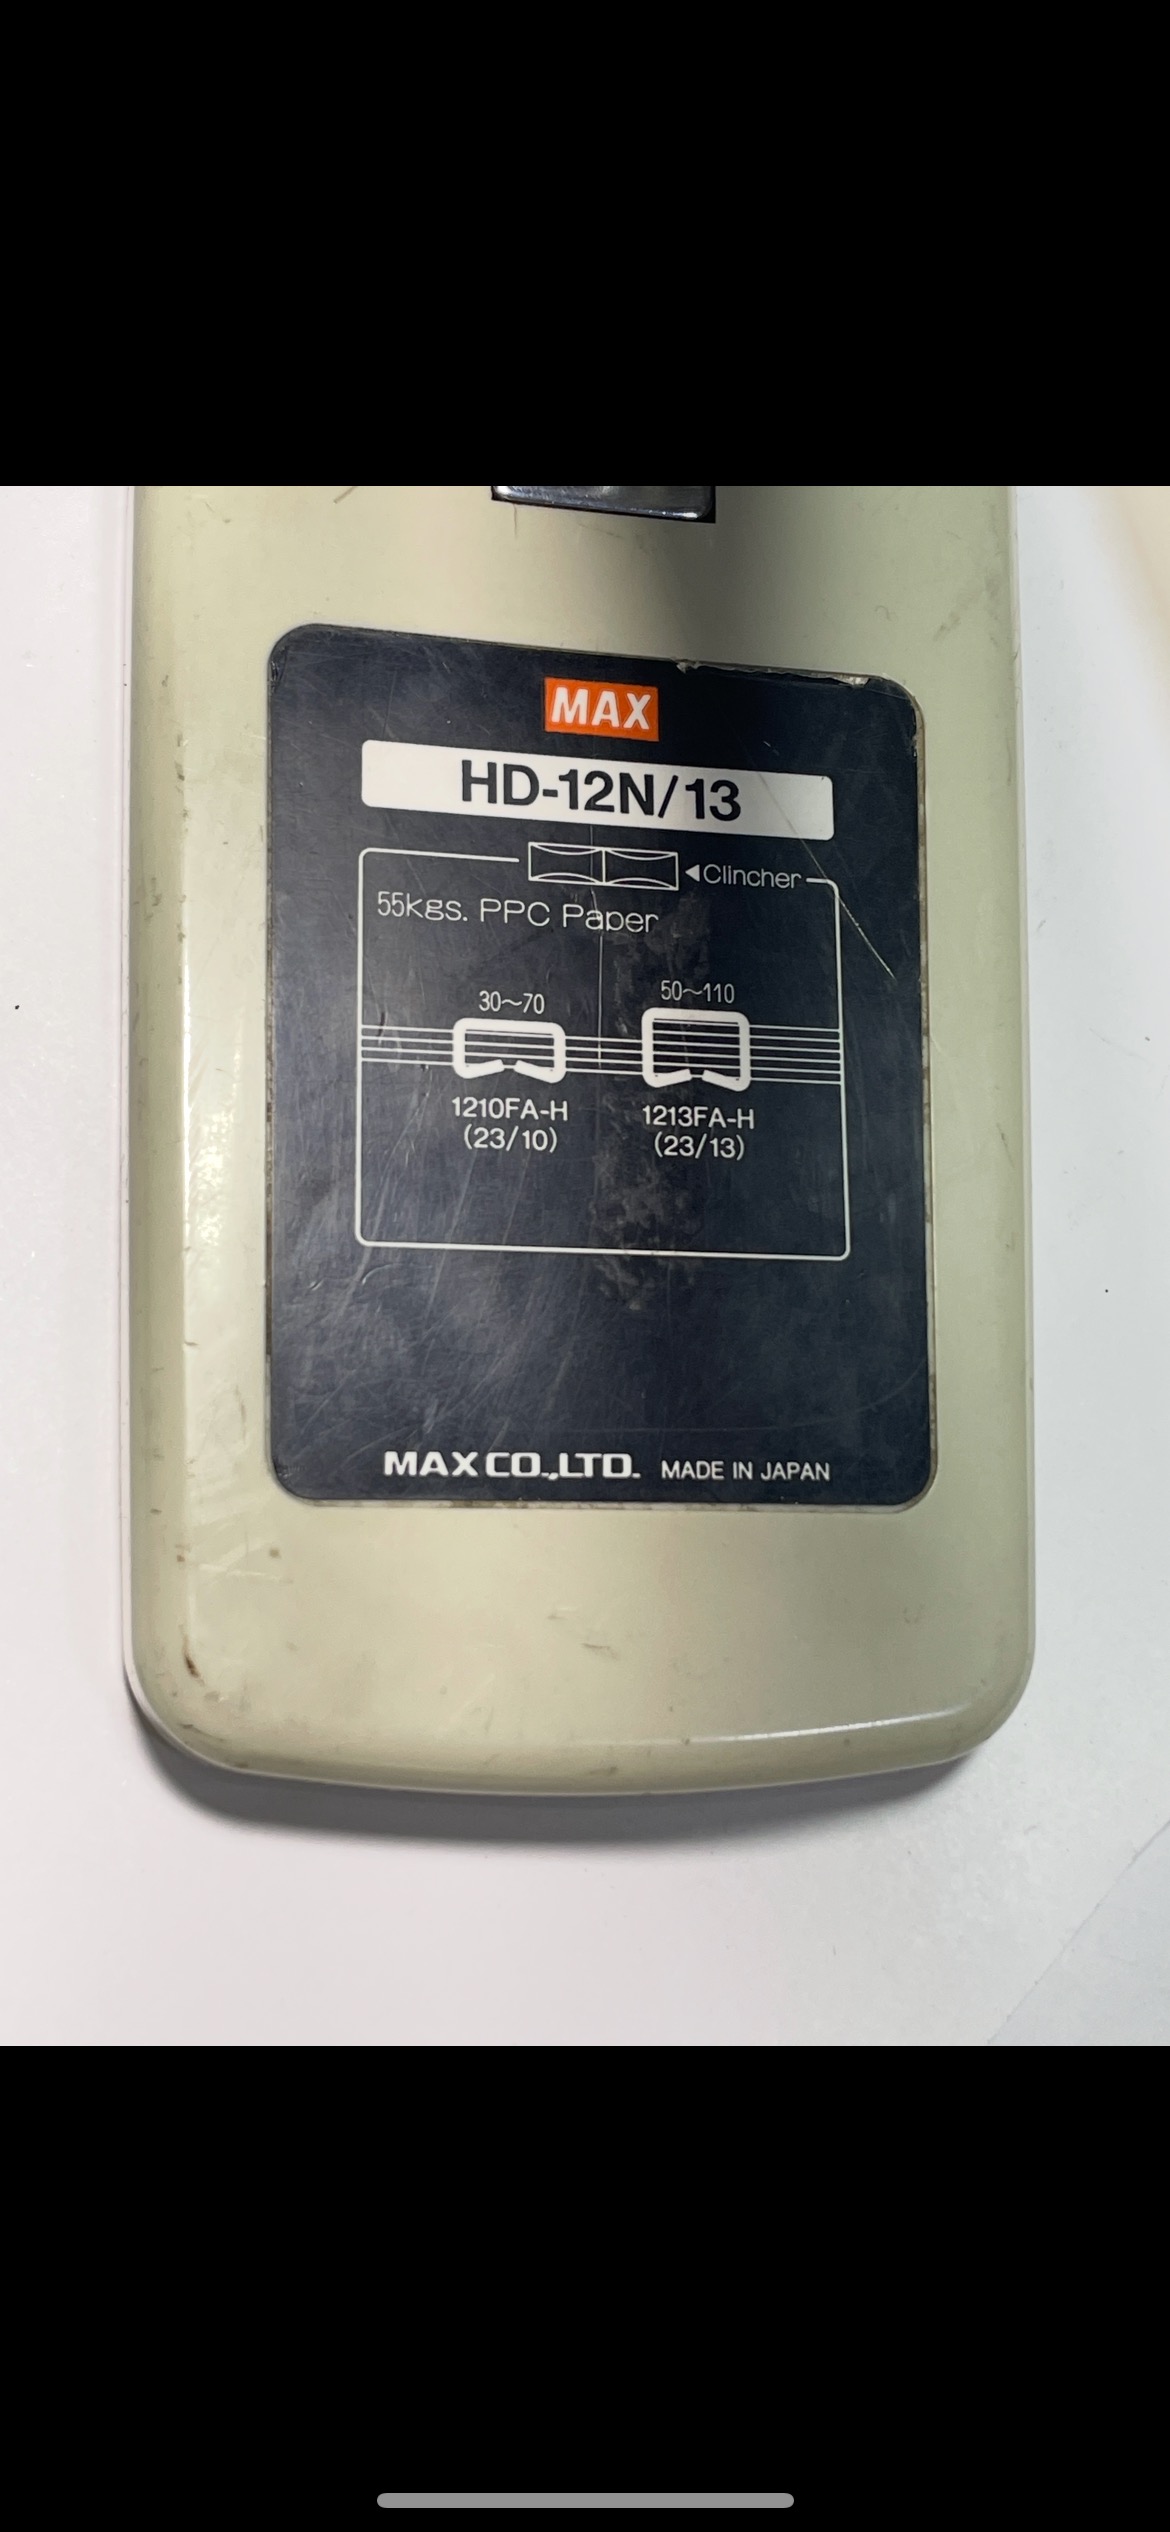 MAX
HD-12N/13
◀Clincher
55kgs. PPC Paper
30～70
50～110
1210FA-H
(23/10)
1213FA-H
(23/13)
MAX CO.,LTD. MADE IN JAPAN